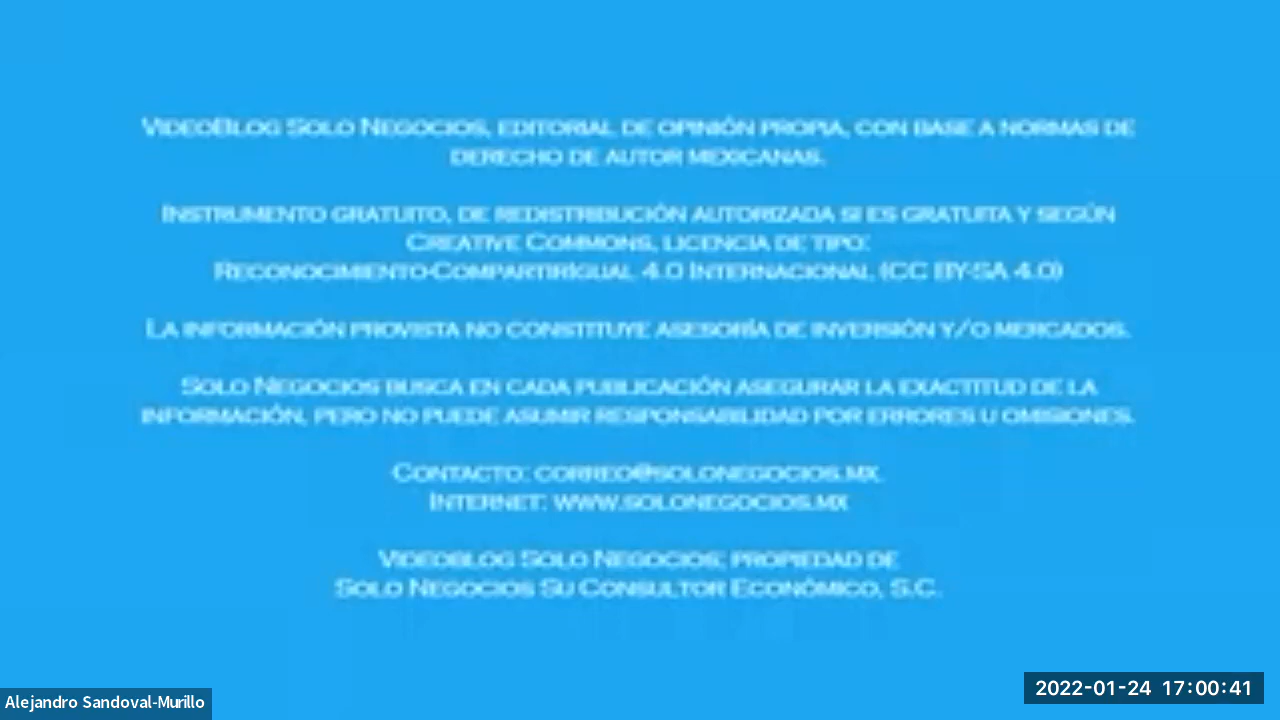 VideoBlog Solo Negocios, editorial de opinión propia, con base a normas de
derecho de autor mexicanas.
Instrumento gratuito, de redistribución autorizada si es gratuita y según
Creative Commons, licencia de tipo:
Reconocimiento-CompartirIgual 4.0 Internacional (CC BY-SA 4.0)
La información provista no constituye asesoría de inversión y/o mercados.
Solo Negocios busca en cada publicación asegurar la exactitud de la
información, pero no puede asumir responsabilidad por errores u omisiones.
Contacto: correo@solonegocios.mx
Internet: www.solonegocios.mx
Videoblog Solo Negocios; propiedad de
Solo Negocios Su Consultor Económico, S.C.
Alejandro Sandoval-Murillo
2022-01-24 17:00:41